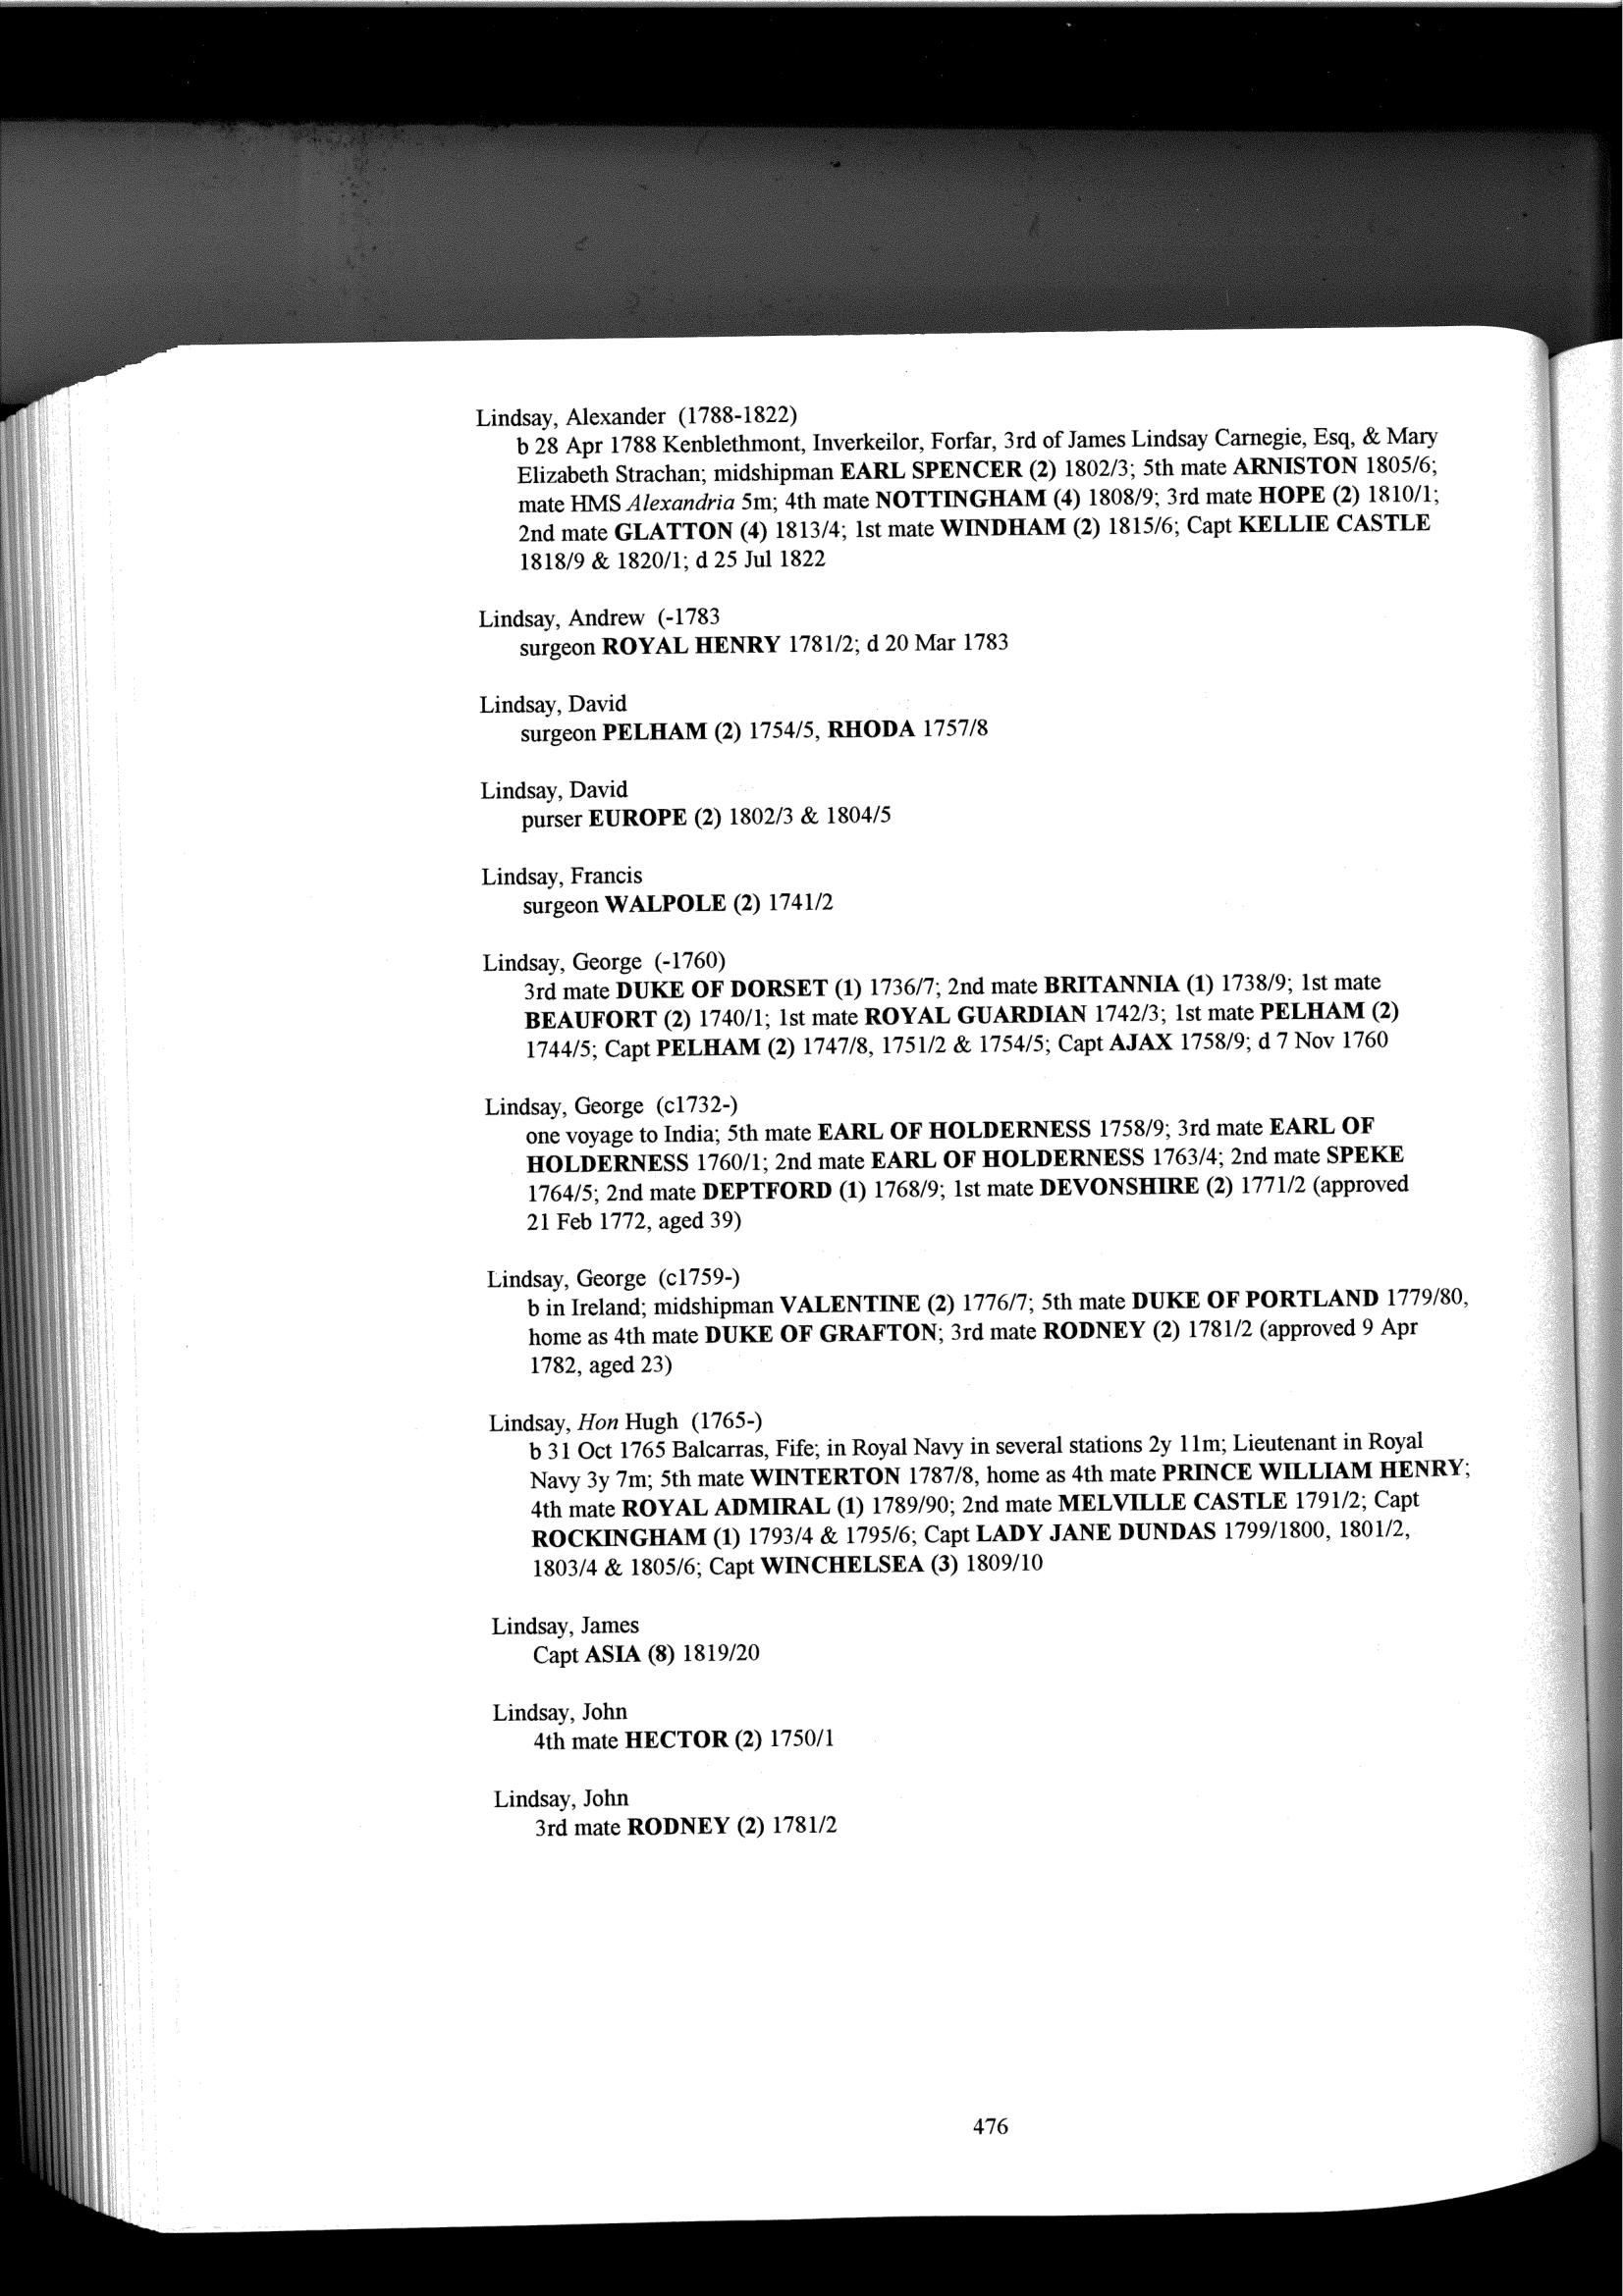 Lindsay, Alexander (1788-1822)
b 28 Apr 1788 Kenblethmont, Inverkeilor, Forfar, 3rd of James Lindsay Carnegie, Esq, & Mary
Elizabeth Strachan; midshipman EARL SPENCER (2) 1802/3; 5th mate ARNISTON 1805/6;
mate HMS Alexandria 5m; 4th mate NOTTINGHAM (4) 1808/9; 3rd mate HOPE (2) 1810/1;
2nd mate GLATTON (4) 1813/4; 1st mate WINDHAM (2) 1815/6; Capt KELLIE CASTLE
1818/9 & 1820/1; d 25 Jul 1822
Lindsay, Andrew (-1783
surgeon ROYAL HENRY 1781/2; d 20 Mar 1783
Lindsay, David
surgeon PELHAM (2) 1754/5, RHODA 1757/8
Lindsay, David
purser EUROPE (2) 1802/3 & 1804/5
Lindsay, Francis
surgeon WALPOLE (2) 1741/2
Lindsay, George (-1760)
3rd mate DUKE OF DORSET (1) 1736/7; 2nd mate BRITANNIA (1) 1738/9; 1st mate
BEAUFORT (2) 1740/1; 1st mate ROYAL GUARDIAN 1742/3; 1st mate PELHAM (2)
1744/5; Capt PELHAM (2) 1747/8, 1751/2 & 1754/5; Capt AJAX 1758/9; d 7 Nov 1760
Lindsay, George (c1732-)
one voyage to India; 5th mate EARL OF HOLDERNESS 1758/9; 3rd mate EARL OF
HOLDERNESS 1760/1; 2nd mate EARL OF HOLDERNESS 1763/4; 2nd mate SPEKE
1764/5; 2nd mate DEPTFORD (1) 1768/9; 1st mate DEVONSHIRE (2) 1771/2 (approved
21 Feb 1772, aged 39)
Lindsay, George (c1759-)
b in Ireland; midshipman VALENTINE (2) 1776/7; 5th mate DUKE OF PORTLAND 1779/80,
home as 4th mate DUKE OF GRAFTON; 3rd mate RODNEY (2) 1781/2 (approved 9 Apr
1782, aged 23)
Lindsay, Hon Hugh (1765-)
b 31 Oct 1765 Balcarras, Fife; in Royal Navy in several stations 2y 11m; Lieutenant in Royal
Navy 3y 7m; 5th mate WINTERTON 1787/8, home as 4th mate PRINCE WILLIAM HENRY;
4th mate ROYAL ADMIRAL (1) 1789/90; 2nd mate MELVILLE CASTLE 1791/2; Capt
ROCKINGHAM (1) 1793/4 & 1795/6; Capt LADY JANE DUNDAS 1799/1800, 1801/2,
1803/4 & 1805/6; Capt WINCHELSEA (3) 1809/10
Lindsay, James
Capt ASIA (8) 1819/20
Lindsay, John
4th mate HECTOR (2) 1750/1
Lindsay, John
3rd mate RODNEY (2) 1781/2
476